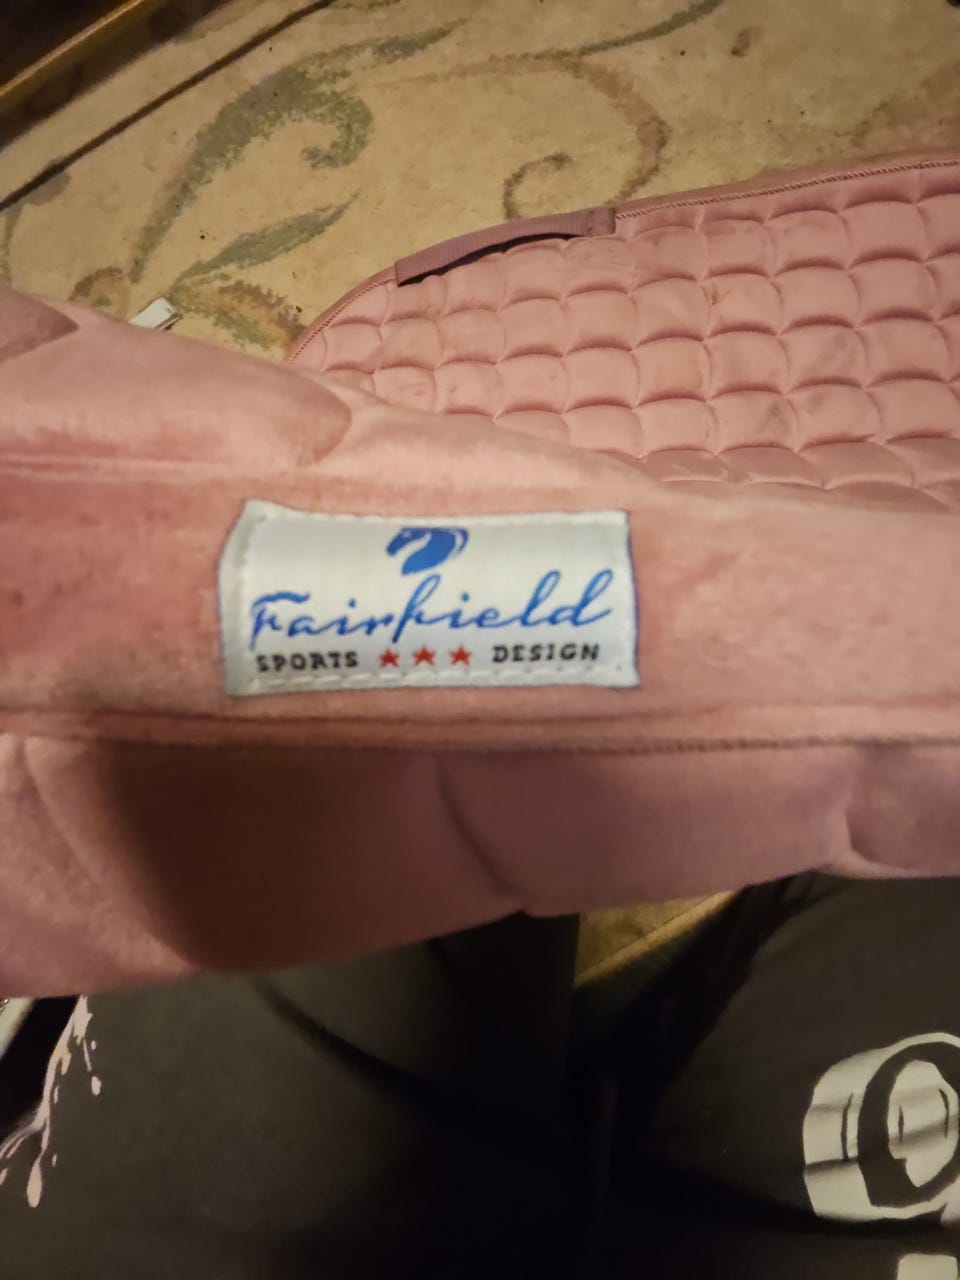 Fairfield
SPORTS ★★★ DESIGN